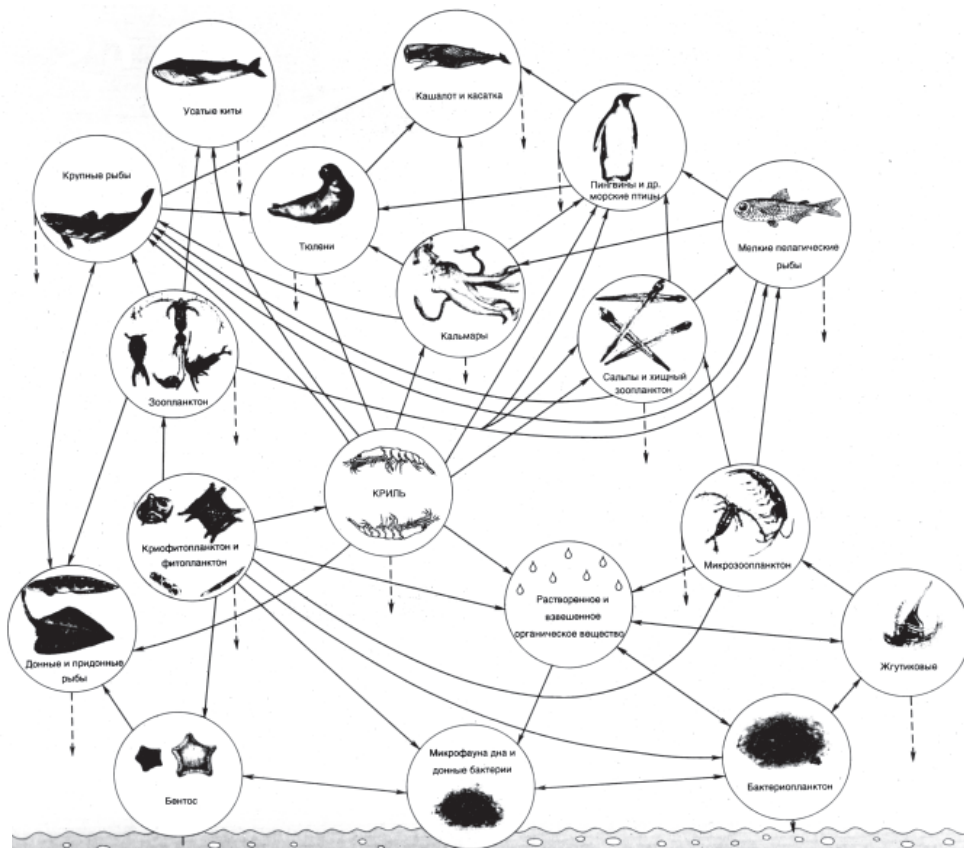 Усатые киты
Кашалот и касатка
Крупные рыбы
Тюлени
Пингвины и др.
морские птицы
Мелкие пелагические
рыбы
Кальмары
Сальпы и хищный
зоопланктон
Зоопланктон
КРИЛЬ
Криофитопланктон и
фитопланктон
Микрозоопланктон
Растворенное и
взвешенное
органическое вещество
Жгутиковые
Донные и придонные
рыбы
Бентос
Микрофауна дна и
донные бактерии
Бактериопланктон